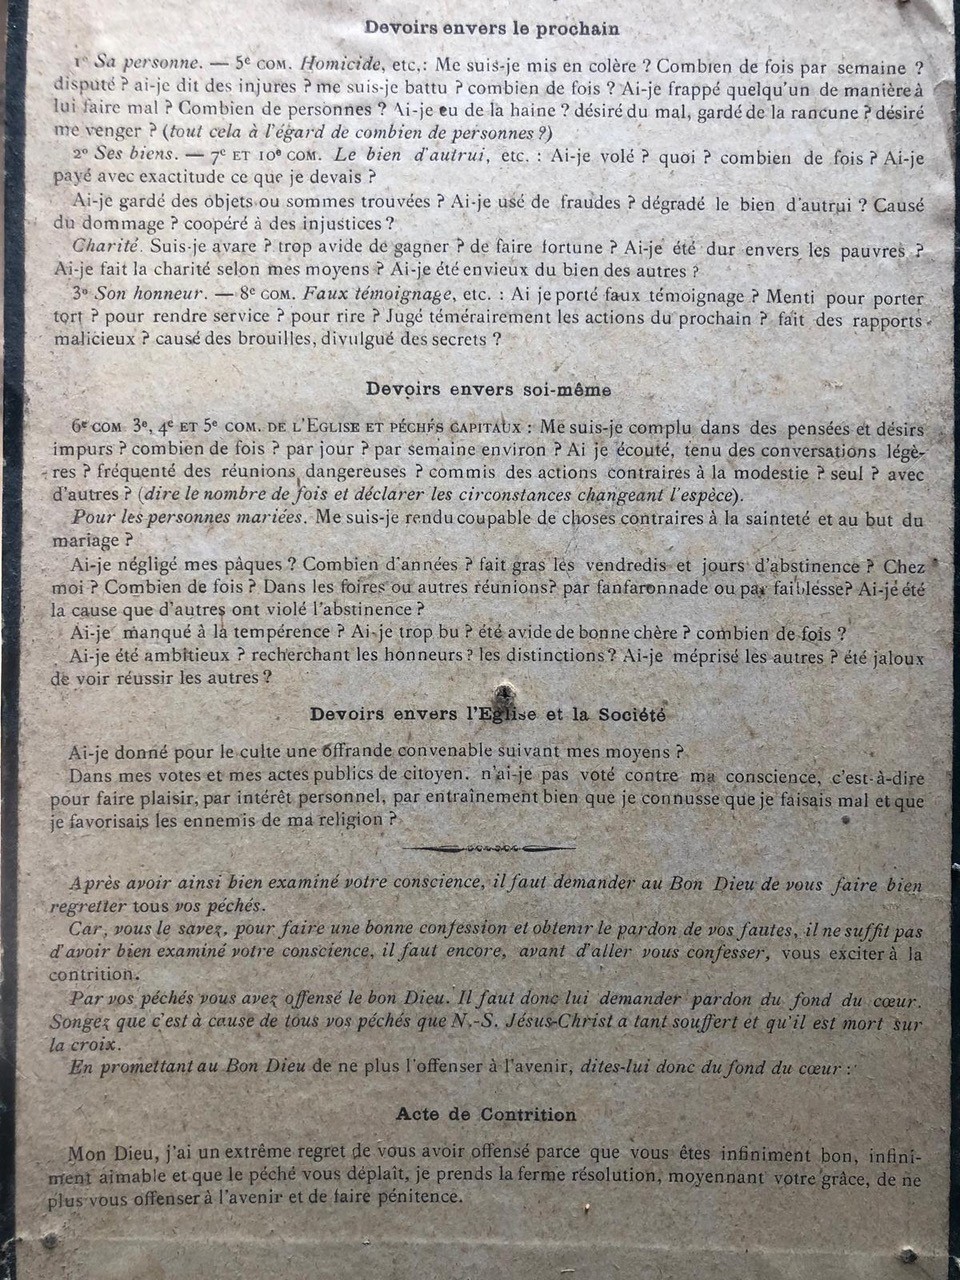 Devoirs envers le prochain
1º Sa personne. — 5e COM. Homicide, etc.: Me suis-je mis en colère ? Combien de fois par semaine ?
disputé ? ai-je dit des injures ? me suis-je battu ? combien de fois ? Ai-je frappé quelqu'un de manière à
lui faire mal ? Combien de personnes ? Ai-je eu de la haine ? désiré du mal, gardé de la rancune ? désiré
me venger ? (tout cela à l'égard de combien de personnes ?)
2º Ses biens. — 7e ET 10e COM. Le bien d'autrui, etc. : Ai-je volé ? quoi ? combien de fois ? Ai-je
payé avec exactitude ce que je devais ?
Ai-je gardé des objets ou sommes trouvées ? Ai-je usé de fraudes ? dégradé le bien d'autrui ? Causé
du dommage ? coopéré à des injustices ?
Charité. Suis-je avare ? trop avide de gagner ? de faire fortune ? Ai-je été dur envers les pauvres ?
Ai-je fait la charité selon mes moyens ? Ai-je été envieux du bien des autres ?
3º Son honneur. — 8e COM. Faux témoignage, etc. : Ai je porté faux témoignage ? Menti pour porter
tort ? pour rendre service ? pour rire ? Jugé témérairement les actions du prochain ? fait des rapports
malicieux ? causé des brouilles, divulgué des secrets ?
Devoirs envers soi-même
6e COM 3e, 4e ET 5e COM. DE L'EGLISE ET PÉCHÉS CAPITAUX : Me suis-je complu dans des pensées et désirs
impurs ? combien de fois ? par jour ? par semaine environ ? Ai je écouté, tenu des conversations légè-
res ? fréquenté des réunions dangereuses ? commis des actions contraires à la modestie ? seul ? avec
d'autres ? (dire le nombre de fois et déclarer les circonstances changeant l'espèce).
Pour les personnes mariées. Me suis-je rendu coupable de choses contraires à la sainteté et au but du
mariage ?
Ai-je négligé mes pâques ? Combien d'années ? fait gras les vendredis et jours d'abstinence ? Chez
moi ? Combien de fois ? Dans les foires ou autres réunions? par fanfaronnade ou par faiblesse? Ai-je été
la cause que d'autres ont violé l'abstinence ?
Ai-je manqué à la tempérence ? Ai-je trop bu ? été avide de bonne chère ? combien de fois ?
Ai-je été ambitieux ? recherchant les honneurs ? les distinctions ? Ai-je méprisé les autres ? été jaloux
de voir réussir les autres ?
Devoirs envers l'Eglise et la Société
Ai-je donné pour le culte une offrande convenable suivant mes moyens ?
Dans mes votes et mes actes publics de citoyen. n'ai-je pas voté contre ma conscience, c'est-à-dire
pour faire plaisir, par intérêt personnel, par entraînement bien que je connusse que je faisais mal et que
je favorisais les ennemis de ma religion ?
Après avoir ainsi bien examiné votre conscience, il faut demander au Bon Dieu de vous faire bien
regretter tous vos péchés.
Car, vous le savez, pour faire une bonne confession et obtenir le pardon de vos fautes, il ne suffit pas
d'avoir bien examiné votre conscience, il faut encore, avant d'aller vous confesser, vous exciter à la
contrition.
Par vos péchés vous avez offensé le bon Dieu. Il faut donc lui demander pardon du fond du cœur.
Songez que c'est à cause de tous vos péchés que N.-S. Jésus-Christ a tant souffert et qu'il est mort sur
la croix.
En promettant au Bon Dieu de ne plus l'offenser à l'avenir, dites-lui donc du fond du cœur :
Acte de Contrition
Mon Dieu, j'ai un extrême regret de vous avoir offensé parce que vous êtes infiniment bon, infini-
ment aimable et que le péché vous déplaît, je prends la ferme résolution, moyennant votre grâce, de ne
plus vous offenser à l'avenir et de faire pénitence.